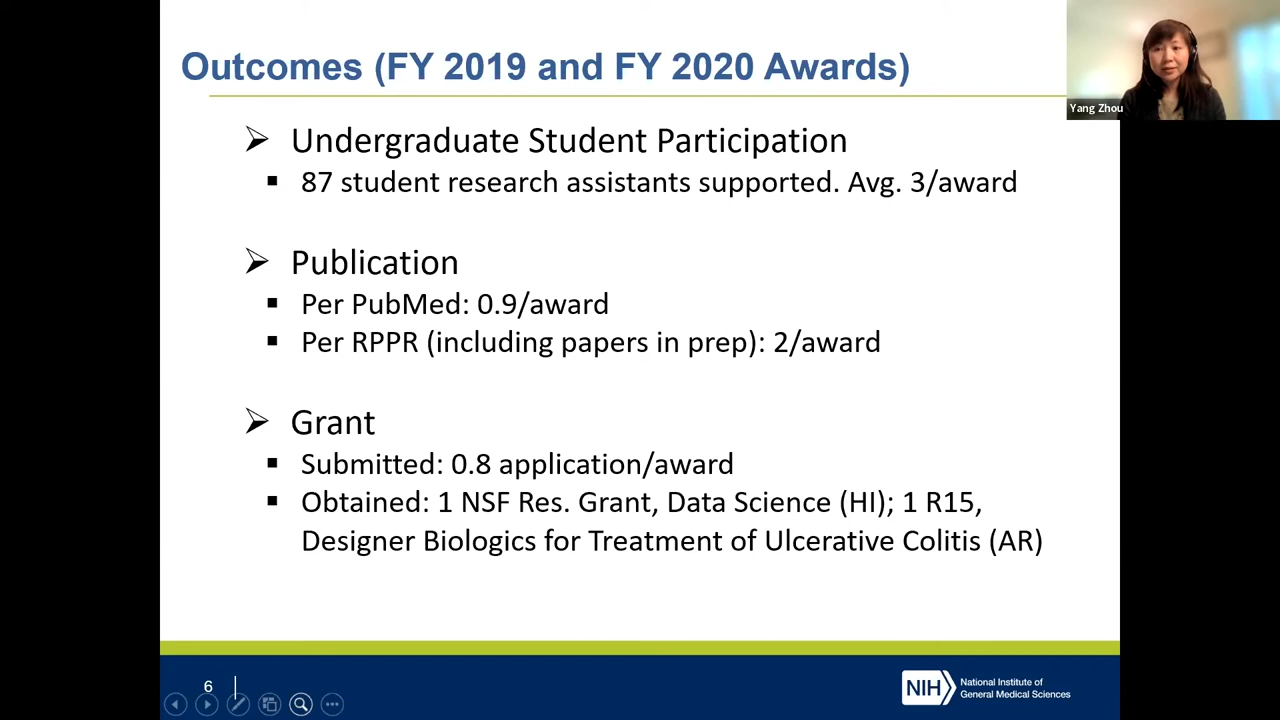 Outcomes (FY 2019 and FY 2020 Awards)
Yang Zhou
Undergraduate Student Participation
87 student research assistants supported. Avg. 3/award
Publication
Per PubMed: 0.9/award
Per RPPR (including papers in prep): 2/award
Grant
Submitted: 0.8 application/award
Obtained: 1 NSF Res. Grant, Data Science (HI); 1 R15,
Designer Biologics for Treatment of Ulcerative Colitis (AR)
6
NIH
National Institute of
General Medical Sciences